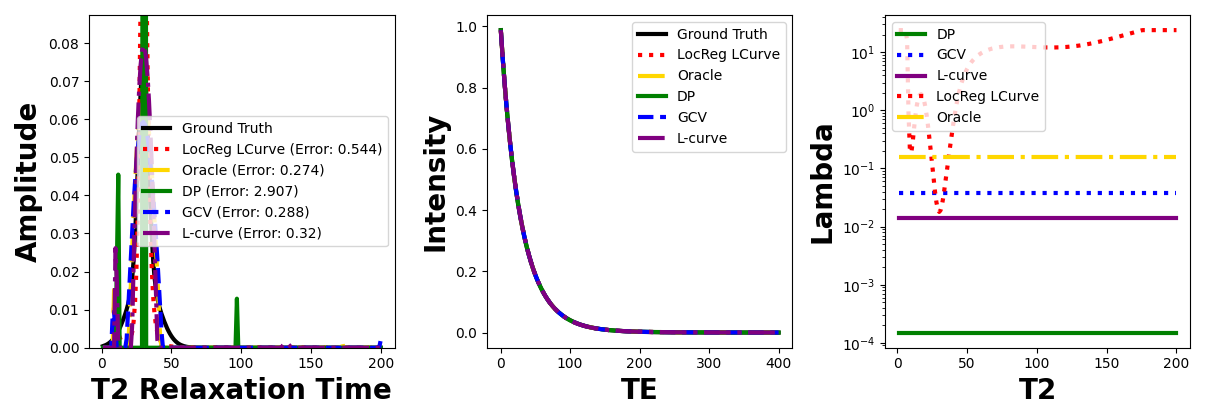 0.08
0.07
0.06
0.05
0.04
0.03
0.02
0.01
0.00
0
50
100
150
200
Amplitude
T2 Relaxation Time
Ground Truth
LocReg LCurve (Error: 0.544)
Oracle (Error: 0.274)
DP (Error: 2.907)
GCV (Error: 0.288)
L-curve (Error: 0.32)
1.0
0.8
0.6
0.4
0.2
0.0
0
100
200
300
400
Intensity
TE
Ground Truth
LocReg LCurve
Oracle
DP
GCV
L-curve
10¹
10⁰
10⁻¹
10⁻²
10⁻³
10⁻⁴
0
50
100
150
200
Lambda
T2
DP
GCV
L-curve
LocReg LCurve
Oracle